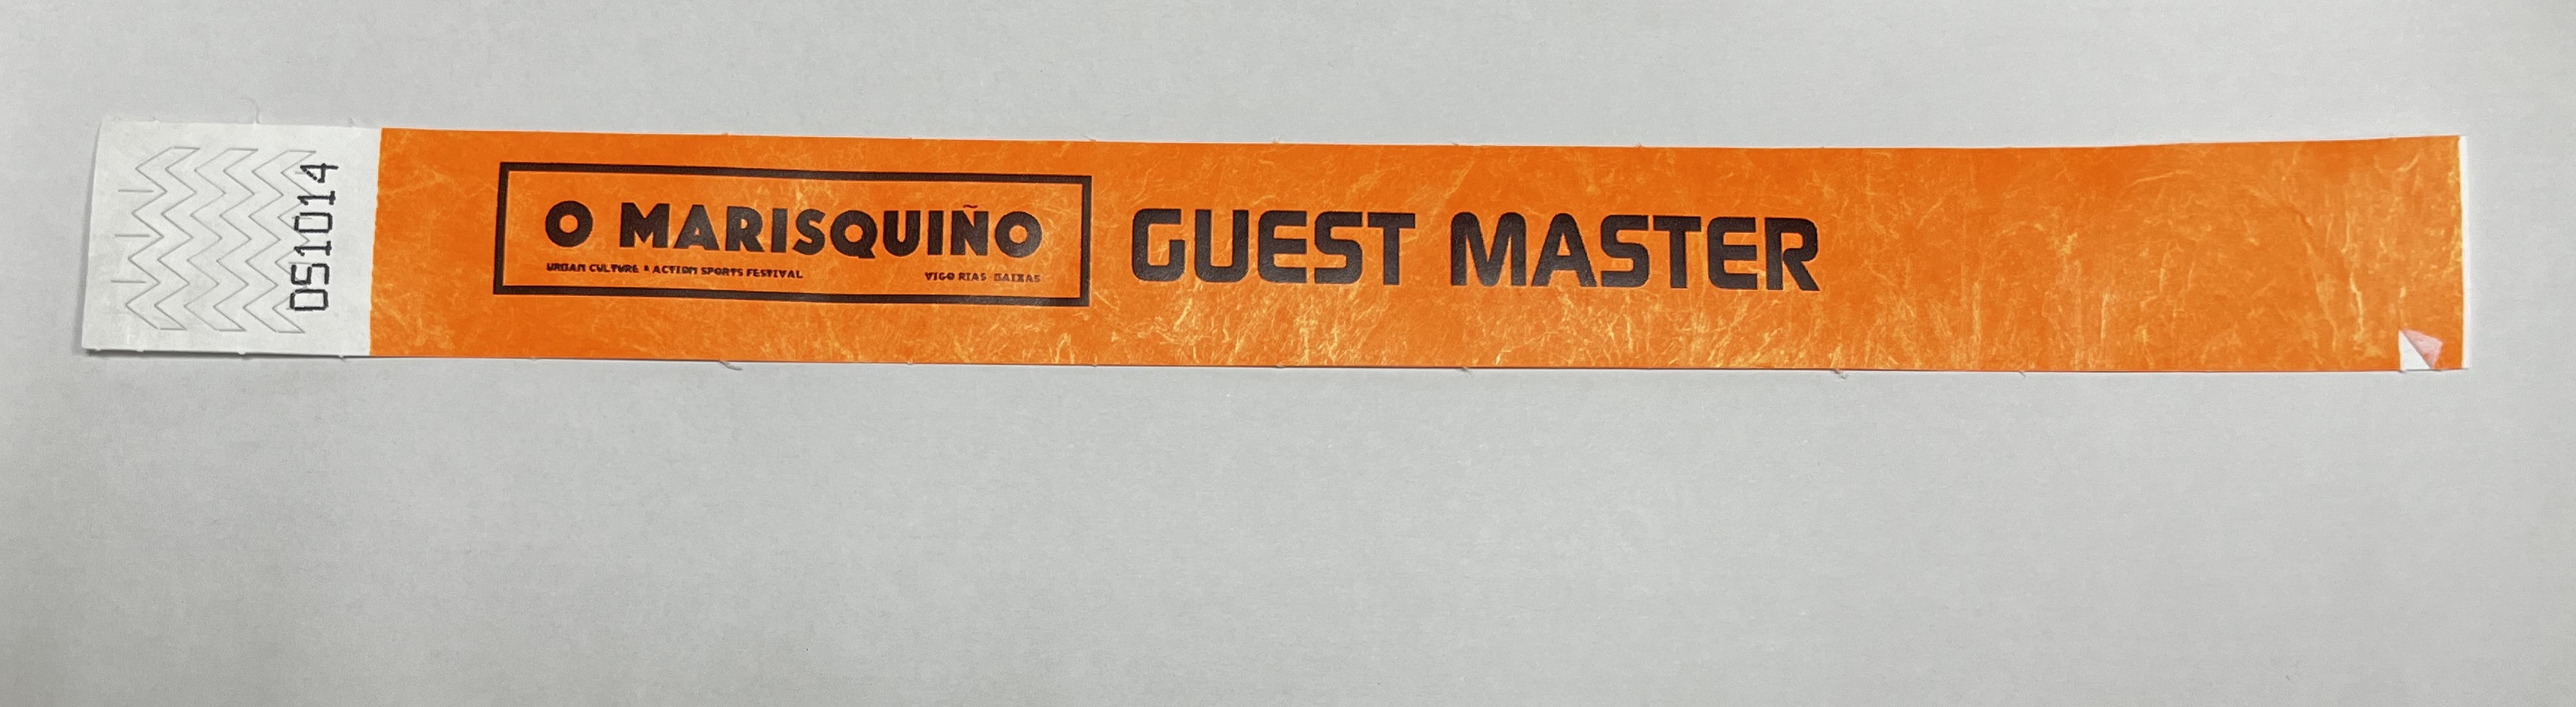 051014
O MARISQUIÑO
URBAN CULTURE & ACTION SPORTS FESTIVAL VIGO RIAS BAIXAS
GUEST MASTER